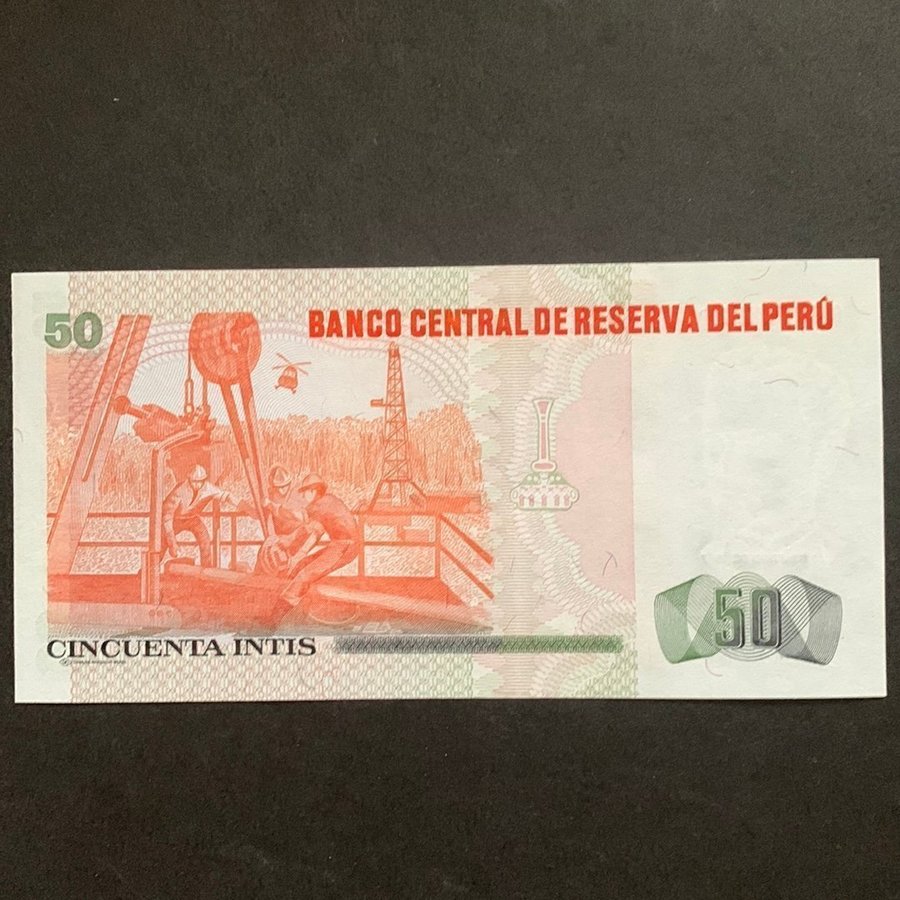 50
BANCO CENTRAL DE RESERVA DEL PERÚ
CINCUENTA INTIS
50